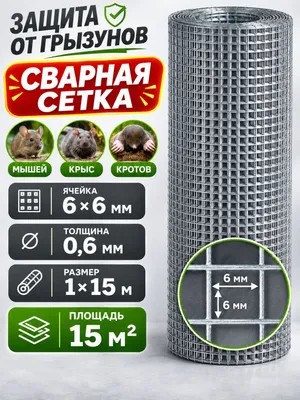 ЗАЩИТА
ОТ ГРЫЗУНОВ
СВАРНАЯ
СЕТКА
МЫШЕЙ
КРЫС
КРОТОВ
ЯЧЕЙКА
6×6 мм
ТОЛЩИНА
0,6 мм
РАЗМЕР
1×15 м
ПЛОЩАДЬ
15 м²
6 мм
6 мм